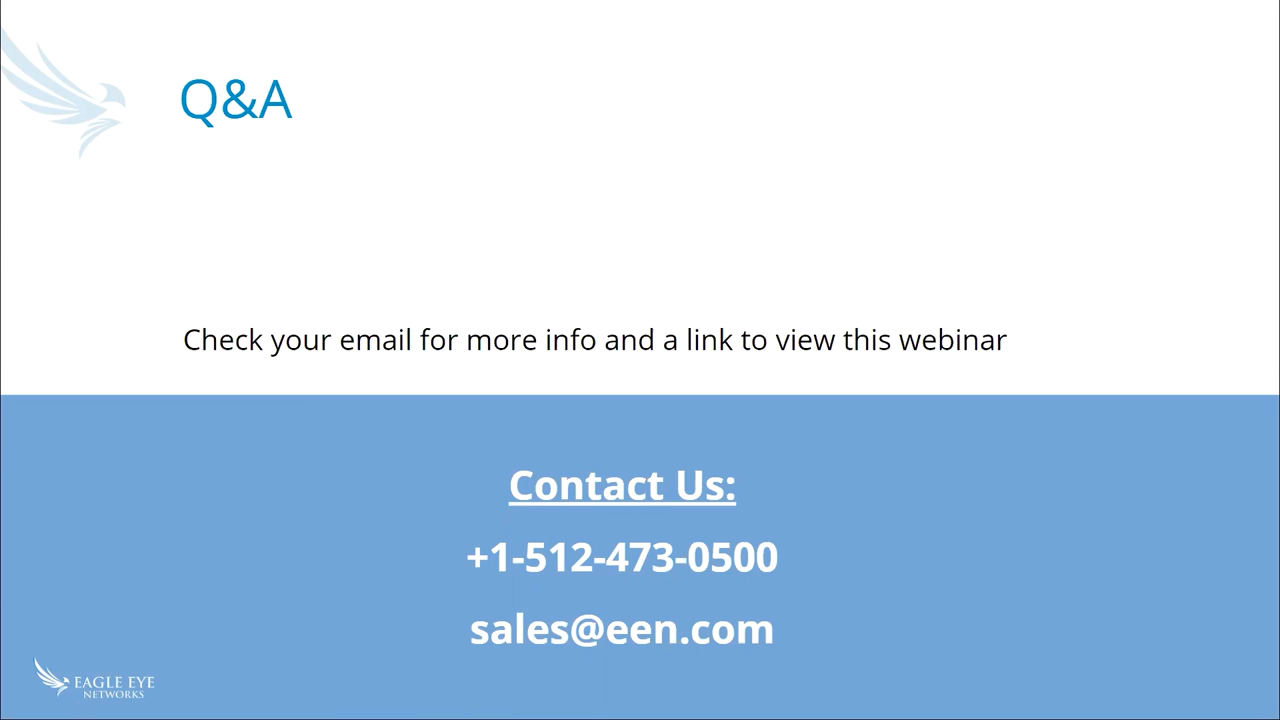 Q&A
Check your email for more info and a link to view this webinar
Contact Us:
+1-512-473-0500
sales@een.com
EAGLE EYE
NETWORKS